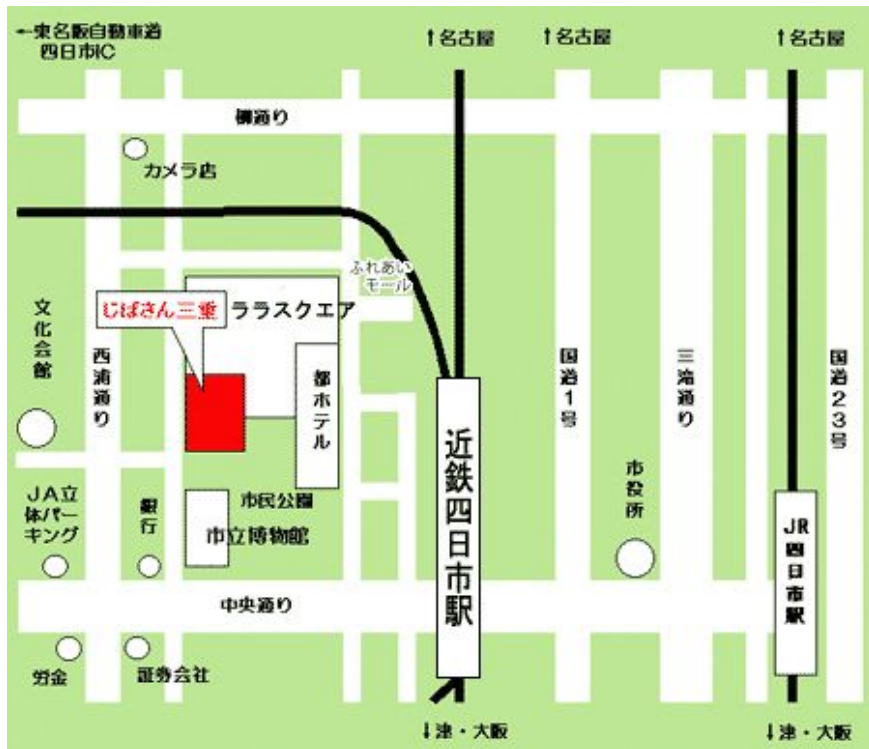 ←東名阪自動車道
四日市IC
↑名古屋
↑名古屋
↑名古屋
柳通り
カメラ店
ふれあい
モール
じばさん三重
ララスクエア
文化会館
西浦通り
都ホテル
国道1号
三滝通り
国道23号
近鉄四日市駅
市役所
JA立
体パー
キング
銀行
市民公園
市立博物館
JR四日市駅
中央通り
労金
証券会社
↓津・大阪
↓津・大阪